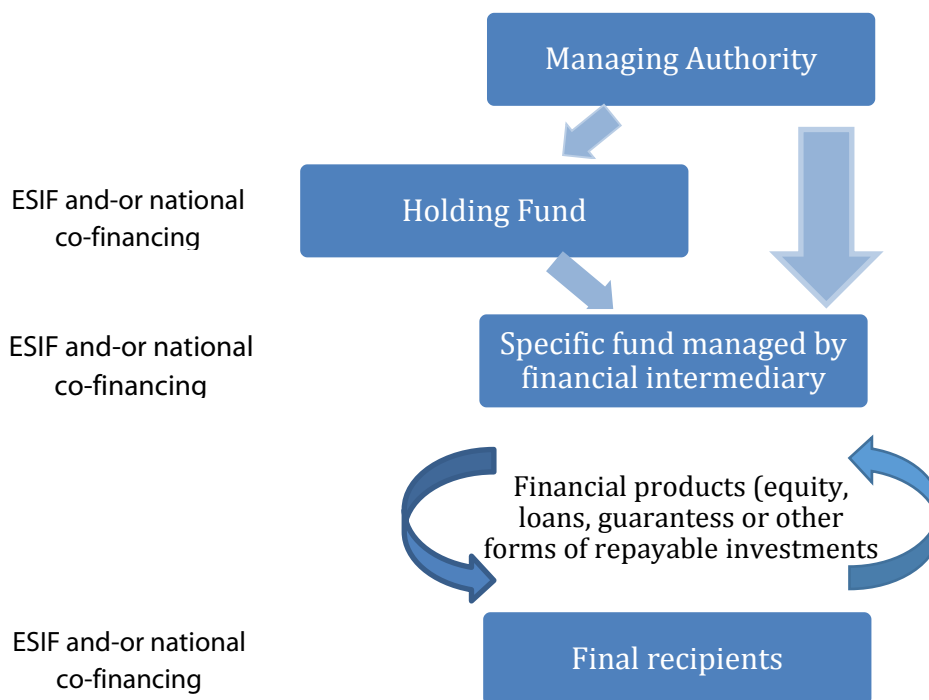 Managing Authority
ESIF and-or national
co-financing
Holding Fund
ESIF and-or national
co-financing
Specific fund managed by
financial intermediary
Financial products (equity,
loans, guarantess or other
forms of repayable investments
ESIF and-or national
co-financing
Final recipients